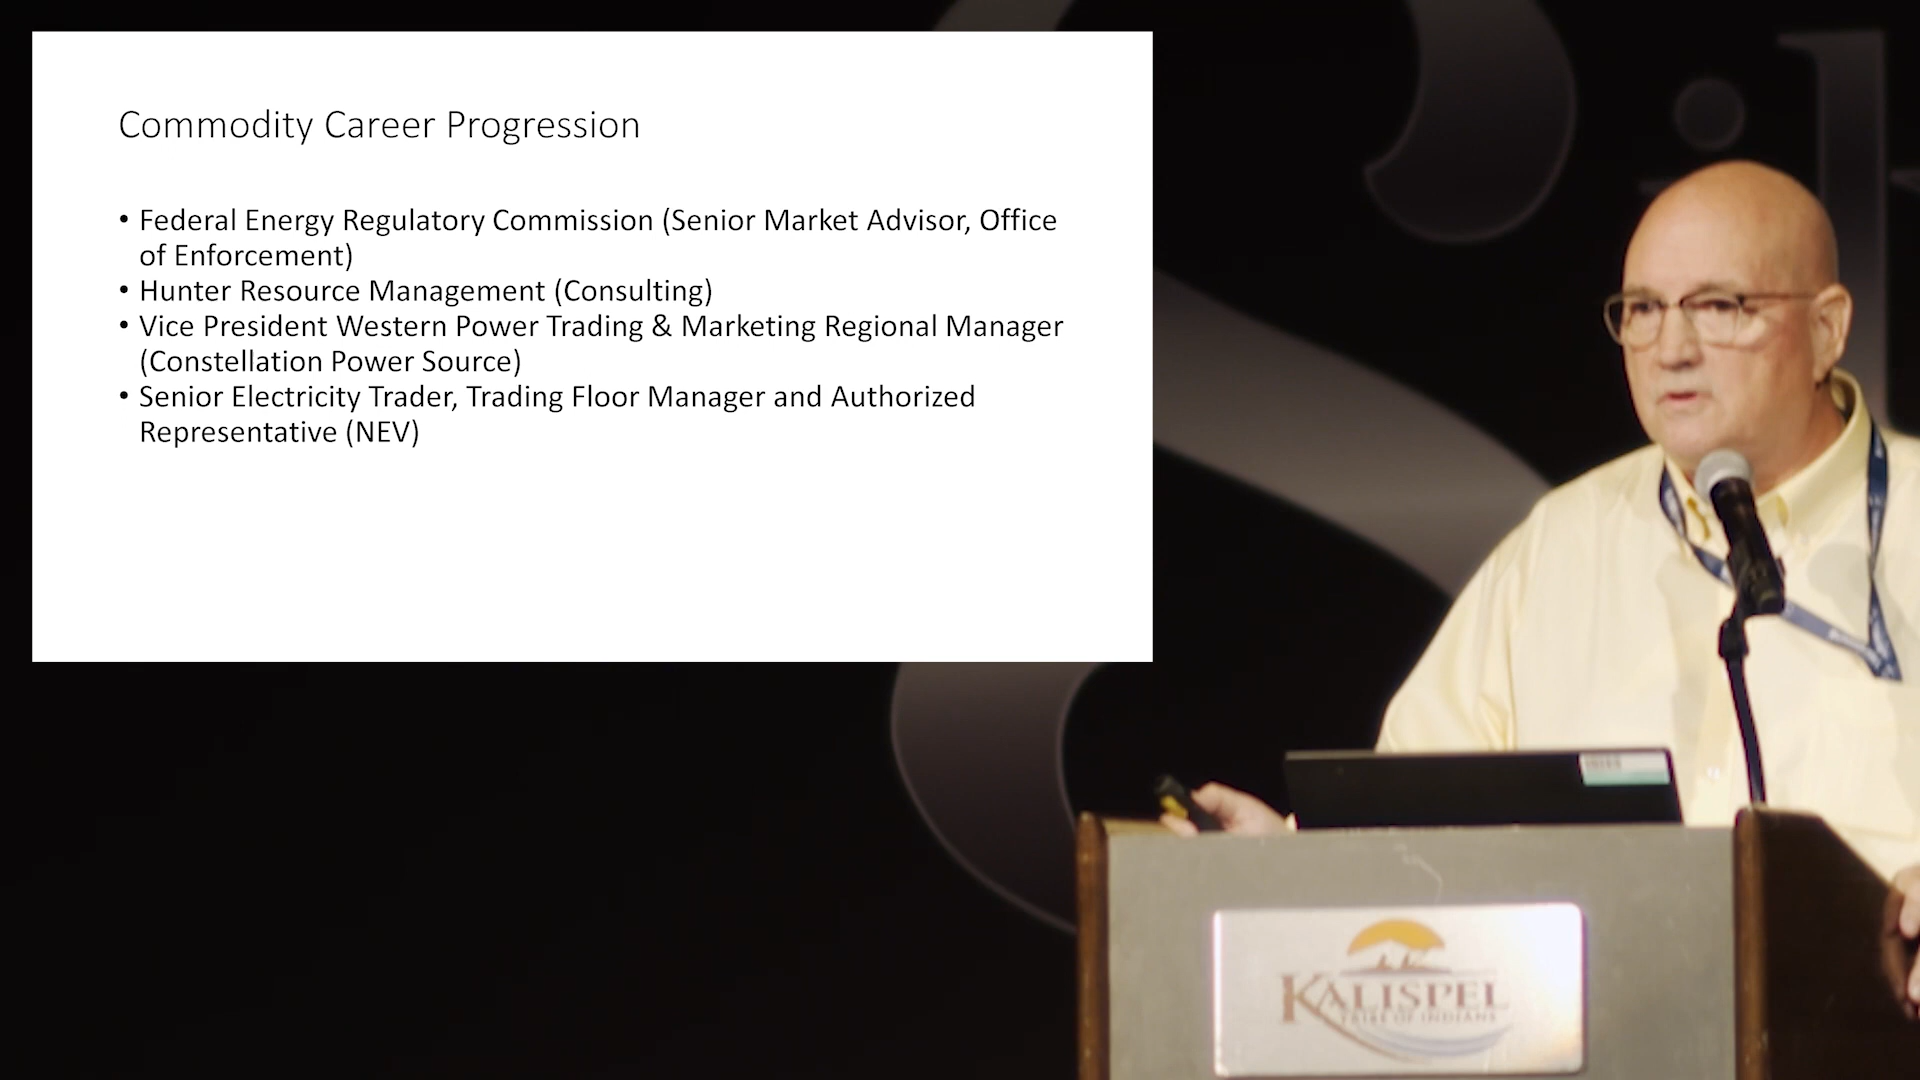 Commodity Career Progression
• Federal Energy Regulatory Commission (Senior Market Advisor, Office
of Enforcement)
• Hunter Resource Management (Consulting)
• Vice President Western Power Trading & Marketing Regional Manager
(Constellation Power Source)
• Senior Electricity Trader, Trading Floor Manager and Authorized
Representative (NEV)
KALISPEL
TRIBE OF INDIANS